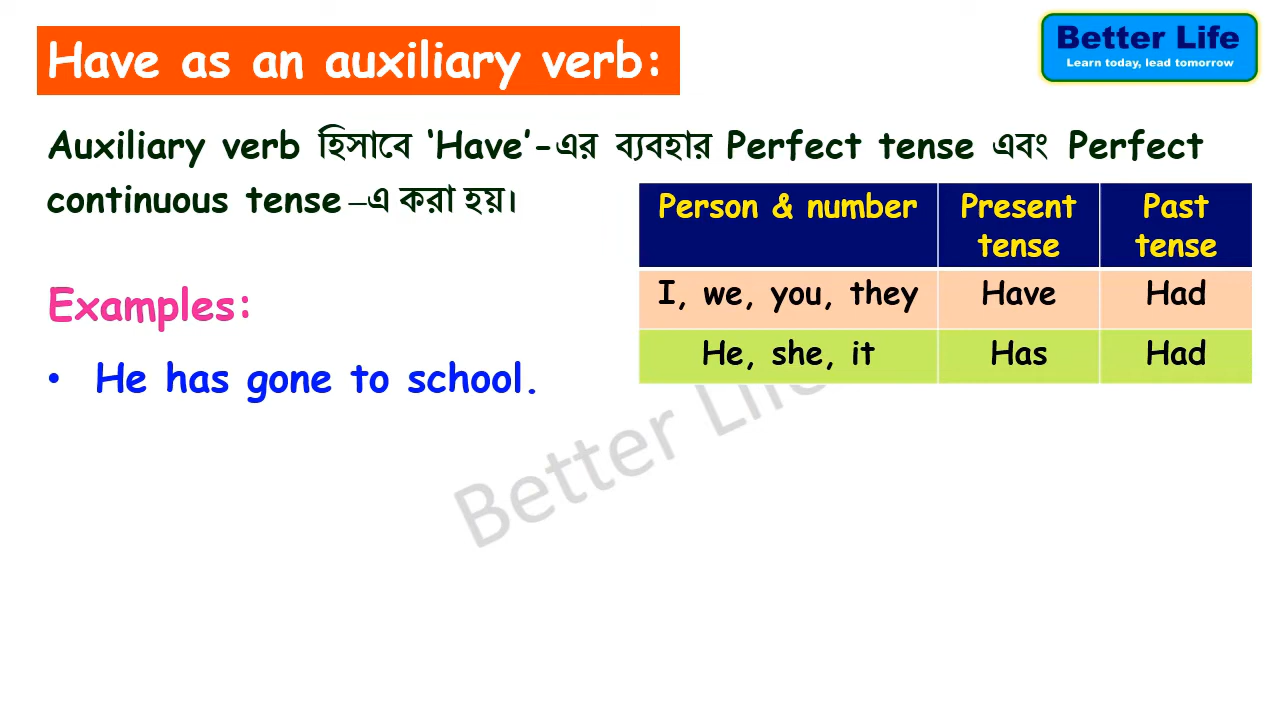 Have as an auxiliary verb:
Better Life
Learn today, lead tomorrow
Auxiliary verb হিসাবে ‘Have’-এর ব্যবহার Perfect tense এবং Perfect
continuous tense –এ করা হয়।
Person & number Present tense Past tense
I, we, you, they Have Had
He, she, it Has Had
Examples:
• He has gone to school.
Better Life